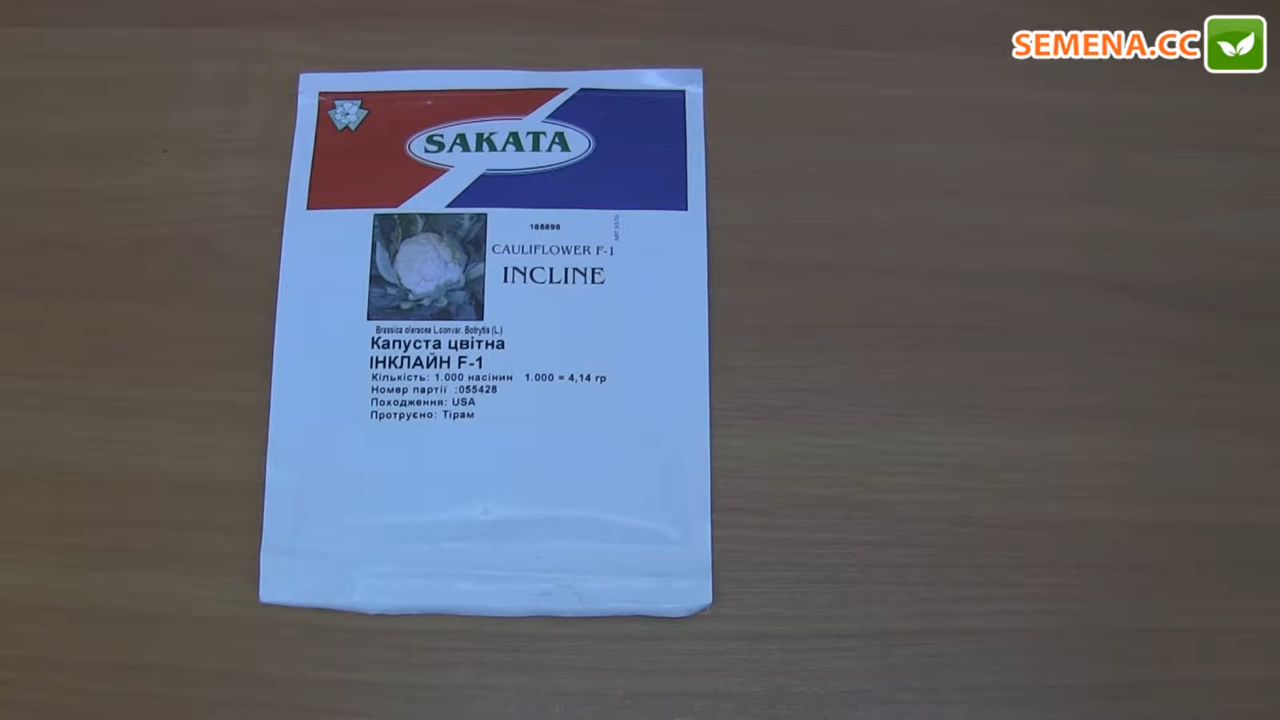 SEMENA.CC
SAKATA
185898
CAULIFLOWER F-1
INCLINE
Brassica oleracea L.convar. Botrytis (L.)
Капуста цвітна
ІНКЛАЙН F-1
Кількість: 1.000 насінин 1.000 = 4,14 гр
Номер партії :055428
Походження: USA
Протруєно: Тірам